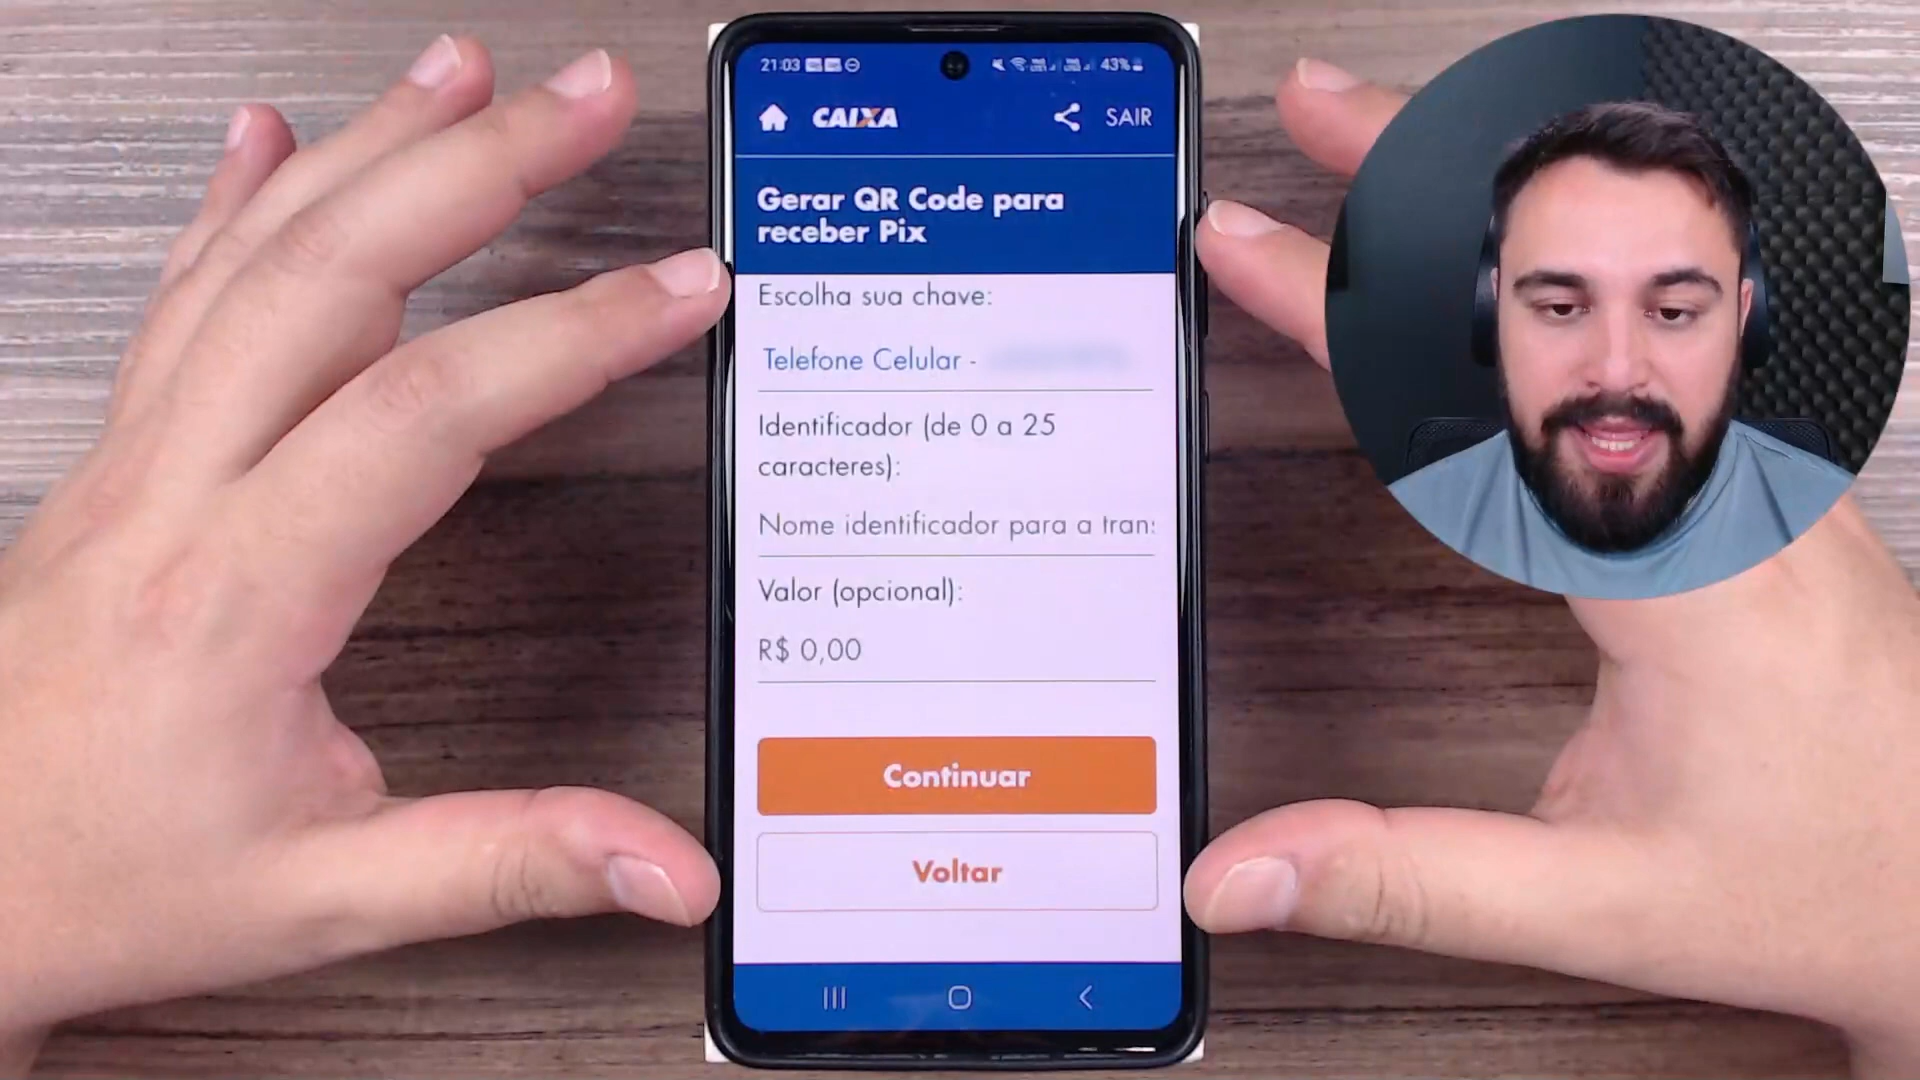 21:03
43%
CAIXA
SAIR
Gerar QR Code para
receber Pix
Escolha sua chave:
Telefone Celular -
Identificador (de 0 a 25
caracteres):
Nome identificador para a tran
Valor (opcional):
R$ 0,00
Continuar
Voltar